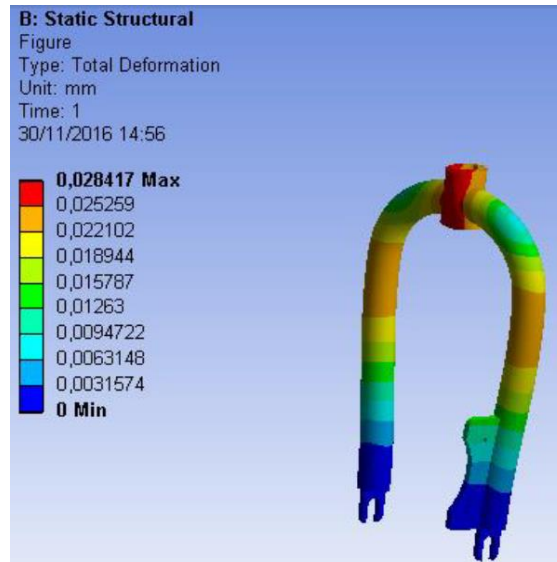 B: Static Structural
Figure
Type: Total Deformation
Unit: mm
Time: 1
30/11/2016 14:56
0,028417 Max
0,025259
0,022102
0,018944
0,015787
0,01263
0,0094722
0,0063148
0,0031574
0 Min